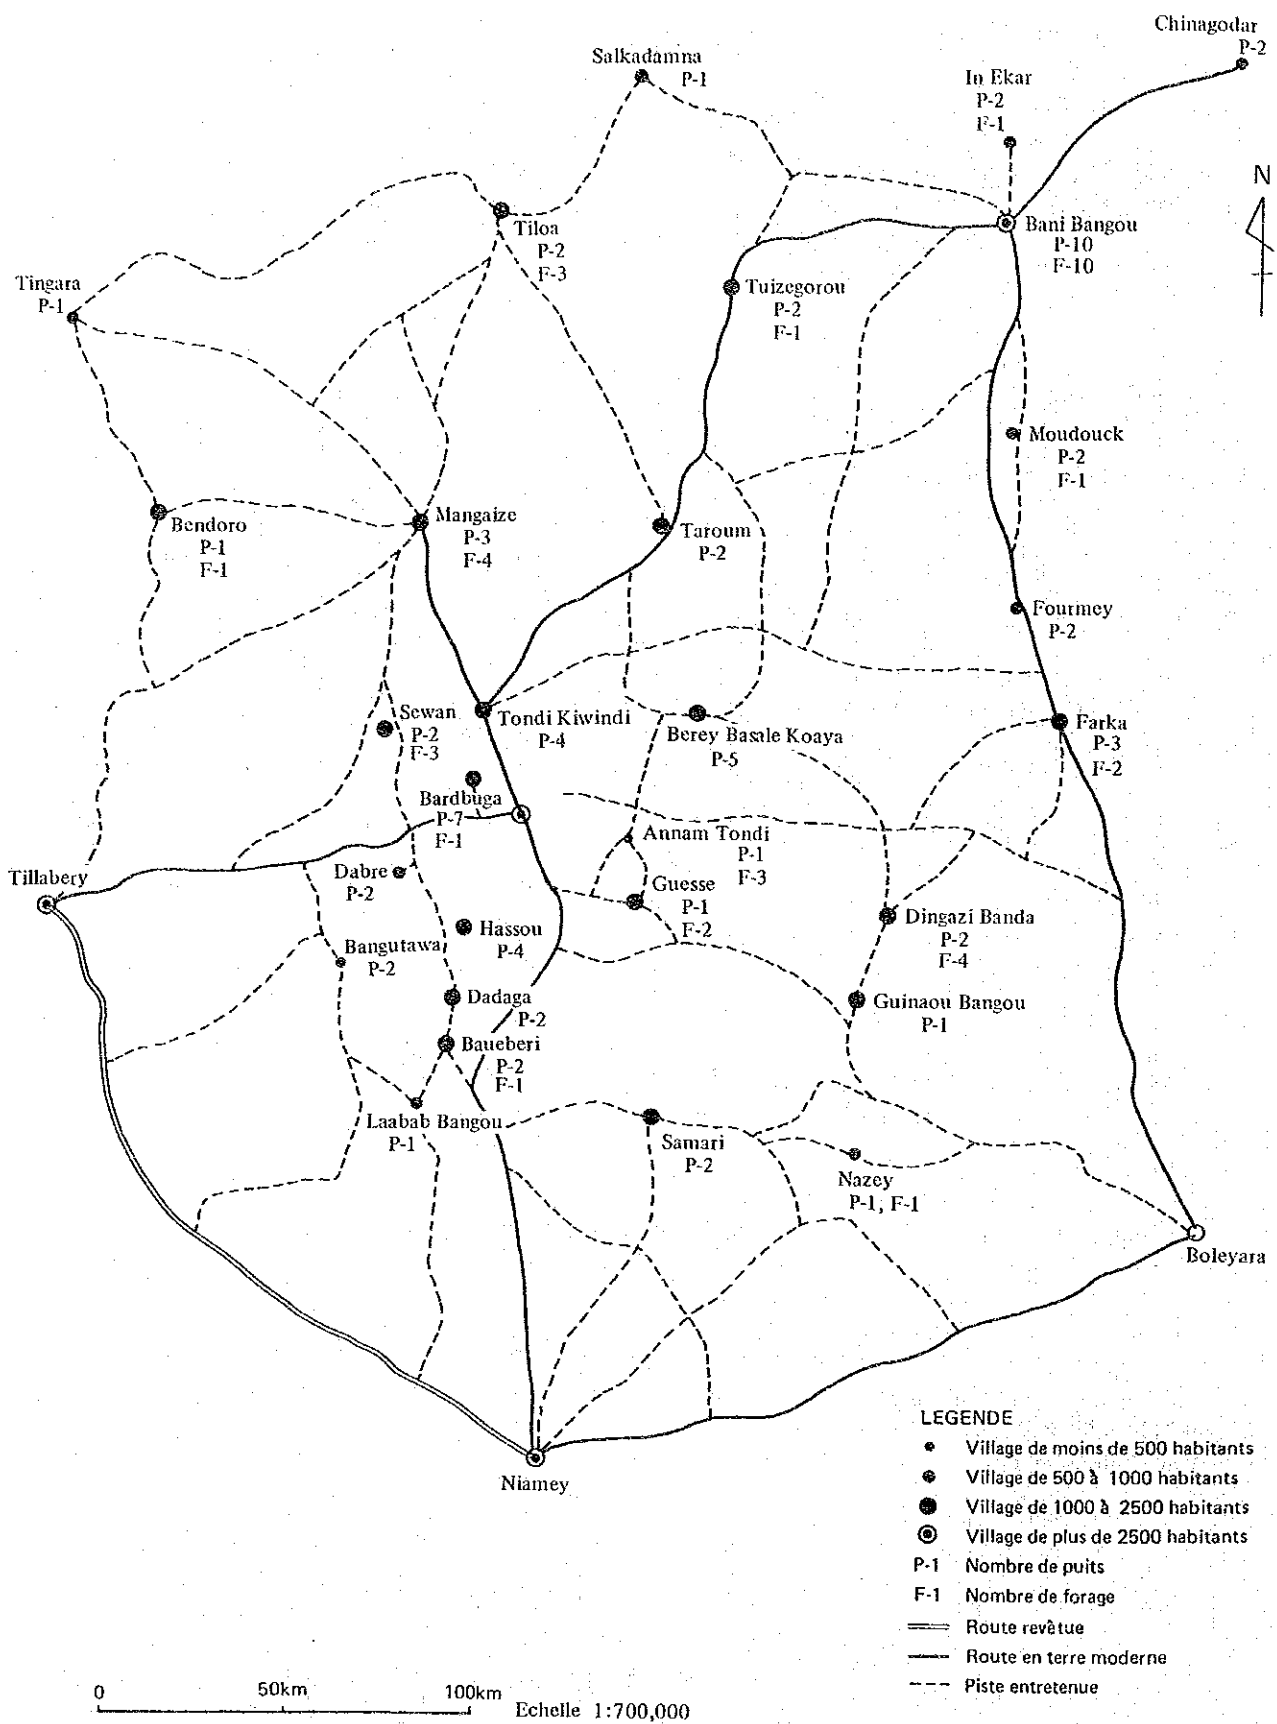 Chinagodar
P-2
Salkadamna
P-1
In Ekar
P-2
F-1
N
Tiloa
P-2
F-3
Bani Bangou
P-10
F-10
Tingara
P-1
Tuizegorou
P-2
F-1
Moudouck
P-2
F-1
Bendoro
P-1
F-1
Mangaize
P-3
F-4
Taroum
P-2
Fourmey
P-2
Sewan
P-2
F-3
Tondi Kiwindi
P-4
Berey Basale Koaya
P-5
Farka
P-3
F-2
Bardbuga
P-7
F-1
Annam Tondi
P-1
F-3
Tillabery
Dabre
P-2
Guesse
P-1
F-2
Hassou
P-4
Dingazi Banda
P-2
F-4
Bangutawa
P-2
Dadaga
P-2
Guinaou Bangou
P-1
Baueberi
P-2
F-1
Laabab Bangou
P-1
Samari
P-2
Nazey
P-1, F-1
Boleyara
Niamey
LEGENDE
Village de moins de 500 habitants
Village de 500 à 1000 habitants
Village de 1000 à 2500 habitants
Village de plus de 2500 habitants
P-1 Nombre de puits
F-1 Nombre de forage
Route revêtue
Route en terre moderne
Piste entretenue
0 50km 100km
Echelle 1:700,000